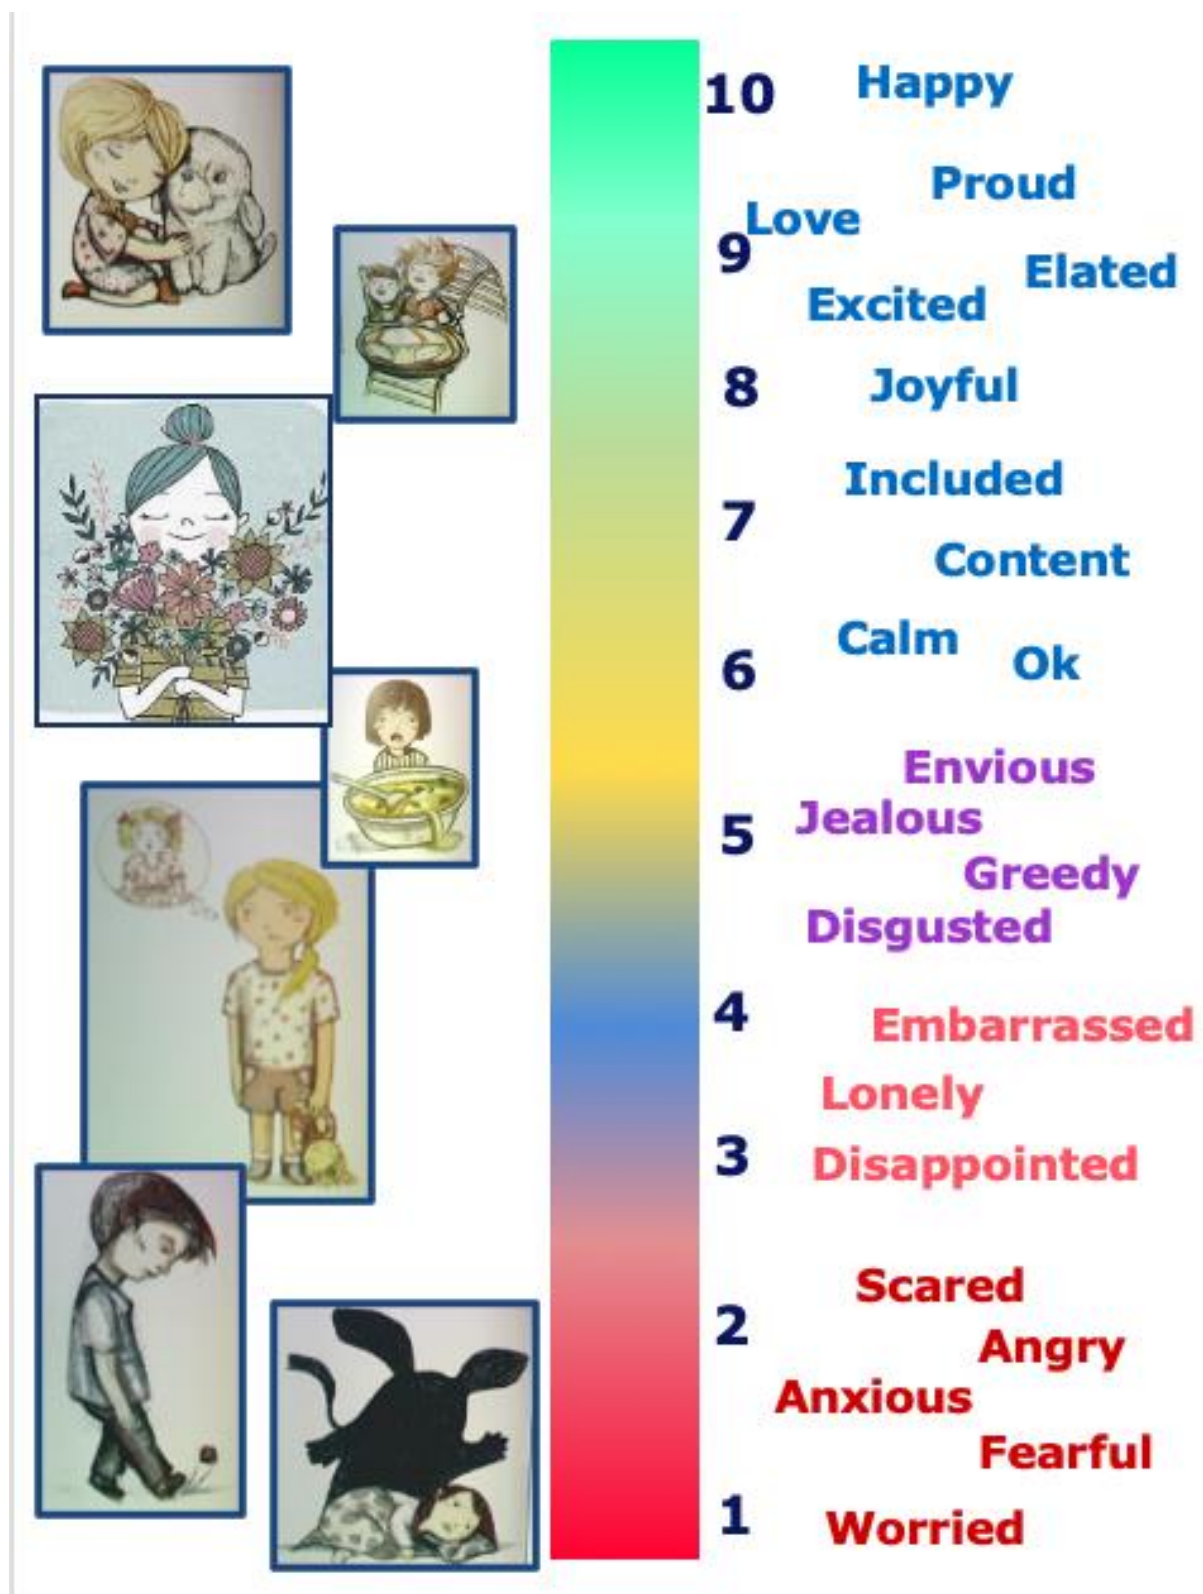 10 Happy
Proud
Love
9
Elated
Excited
8 Joyful
Included
7
Content
Calm
6 Ok
Envious
Jealous
5
Greedy
Disgusted
4 Embarrassed
Lonely
3 Disappointed
Scared
2
Angry
Anxious
Fearful
1 Worried